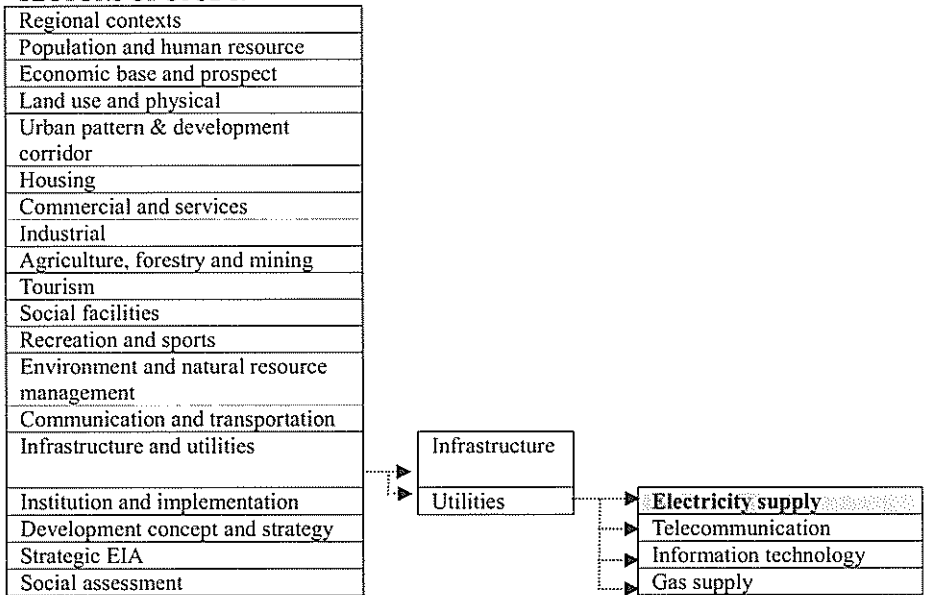 Regional contexts
Population and human resource
Economic base and prospect
Land use and physical
Urban pattern & development
corridor
Housing
Commercial and services
Industrial
Agriculture, forestry and mining
Tourism
Social facilities
Recreation and sports
Environment and natural resource
management
Communication and transportation
Infrastructure and utilities
Institution and implementation
Development concept and strategy
Strategic EIA
Social assessment
Infrastructure
Utilities
Electricity supply
Telecommunication
Information technology
Gas supply